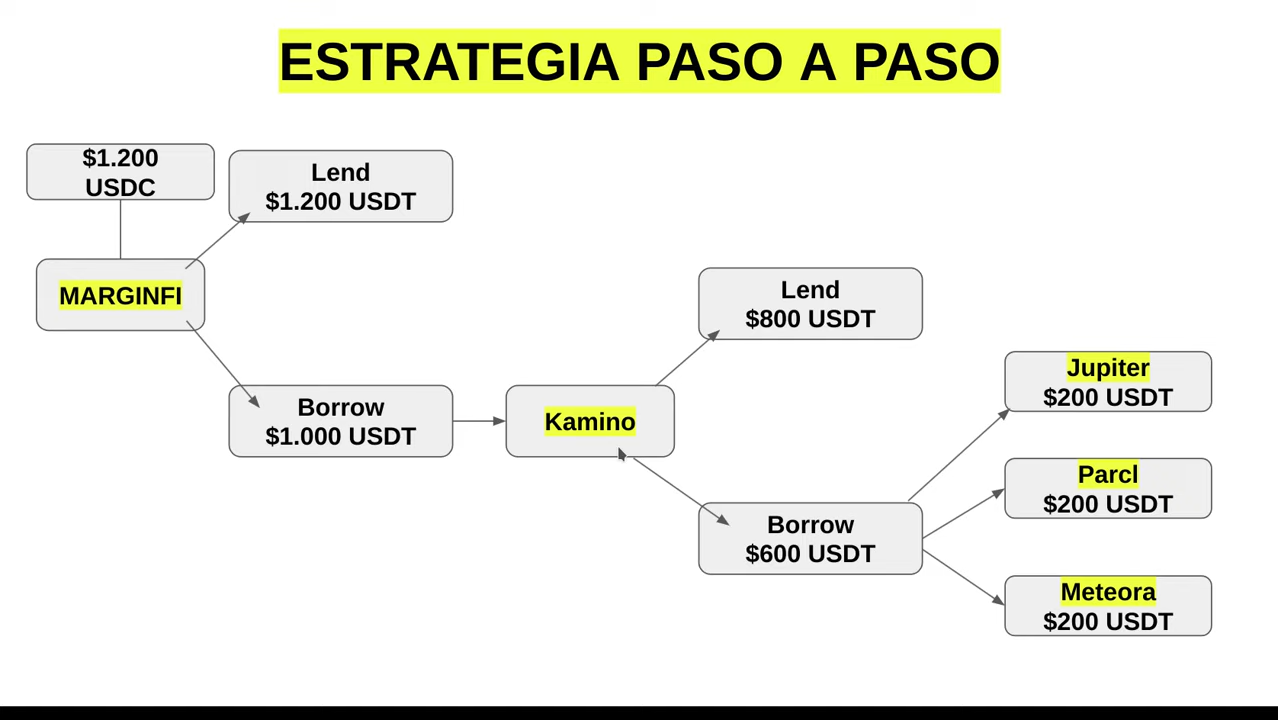 ESTRATEGIA PASO A PASO
$1.200
USDC
Lend
$1.200 USDT
MARGINFI
Borrow
$1.000 USDT
Kamino
Lend
$800 USDT
Borrow
$600 USDT
Jupiter
$200 USDT
Parcl
$200 USDT
Meteora
$200 USDT